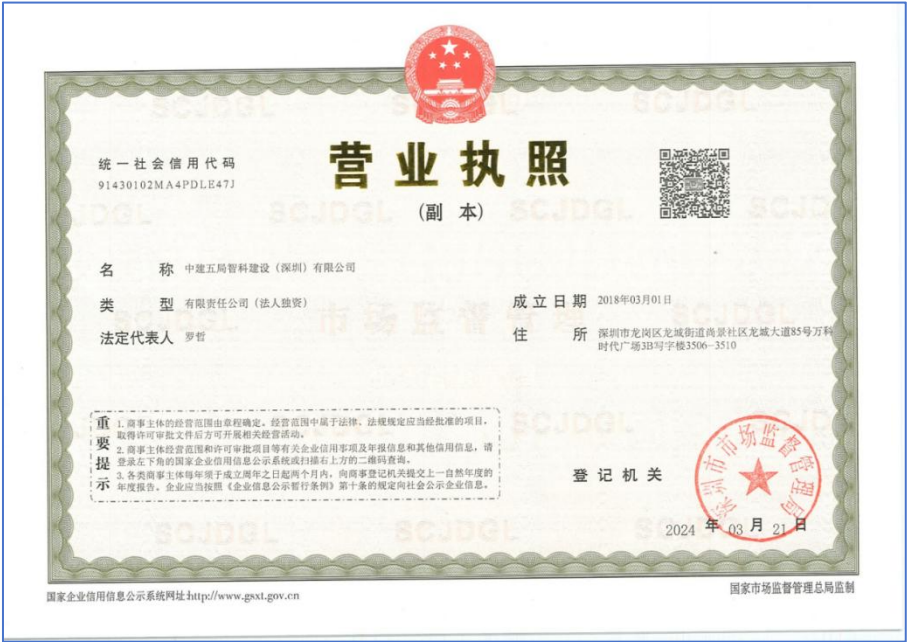 统一社会信用代码
91430102MA4PDLE47J
营业执照
（副 本）
名 称 中建五局智科建设（深圳）有限公司
类 型 有限责任公司（法人独资）
法定代表人 罗哲
成立日期 2018年03月01日
住 所 深圳市龙岗区龙城街道尚景社区龙城大道85号万科
时代广场3B写字楼3506-3510
重要提示
1.商事主体的经营范围由章程确定。经营范围中属于法律、法规规定应当经批准的项目，
取得许可审批文件后方可开展相关经营活动。
2.商事主体经营范围和许可审批项目等有关企业信用事项及年报信息和其他信用信息，请
登录左下角的国家企业信用信息公示系统或扫描右上方的二维码查询。
3.各类商事主体每年须于成立周年之日起两个月内，向商事登记机关提交上一自然年度的
年度报告。企业应当按照《企业信息公示暂行条例》第十条的规定向社会公示企业信息。
登记机关
深圳市市场监督管理局
2024 年 03 月 21 日
SCJDGL
市场监督管理
国家企业信用信息公示系统网址:http://www.gsxt.gov.cn
国家市场监督管理总局监制